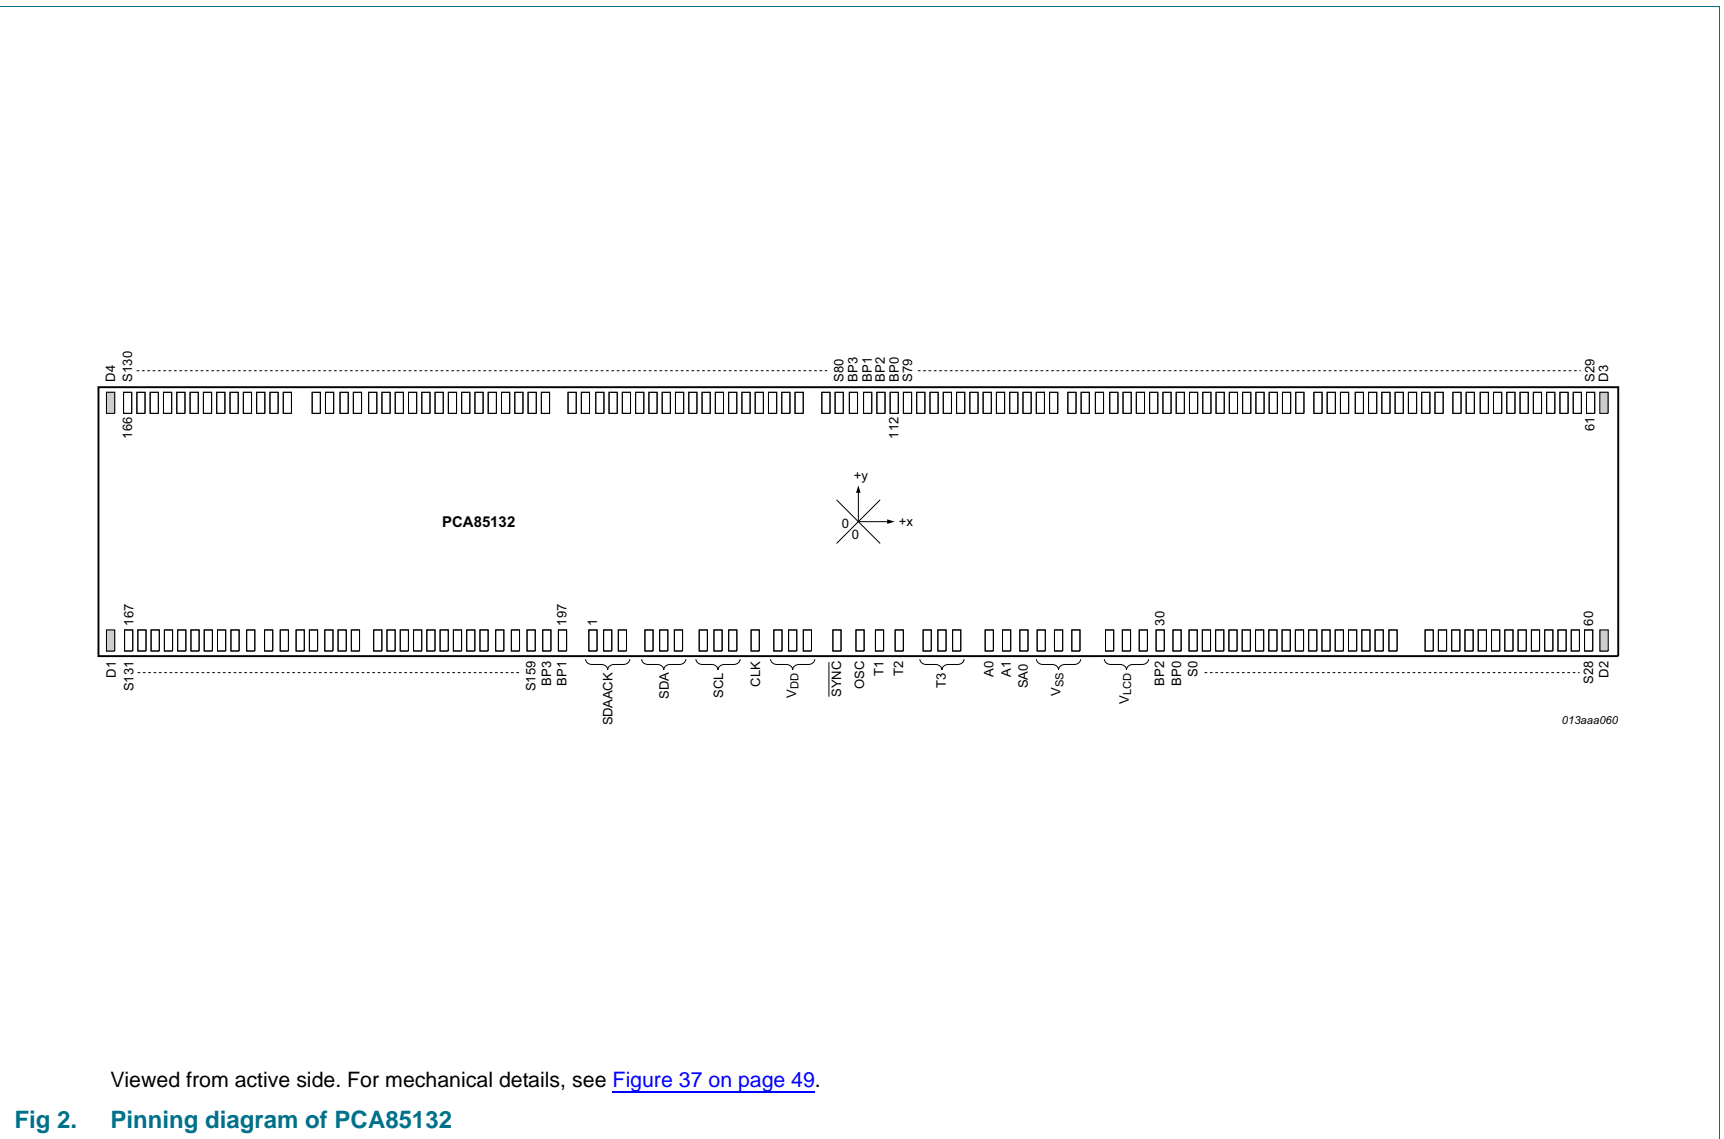 D4 S130 S80 BP3 BP1 BP2 BP0 S79 S29 D3
166 112 61
+y
PCA85132 0 +x
0
167 197 1 30 60
D1 S131 S159 BP3 BP1 SDAACK SDA SCL CLK VDD SYNC OSC T1 T2 T3 A0 A1 SA0 VSS VLCD BP2 BP0 S0 S28 D2
013aaa060
Viewed from active side. For mechanical details, see Figure 37 on page 49.
Fig 2. Pinning diagram of PCA85132